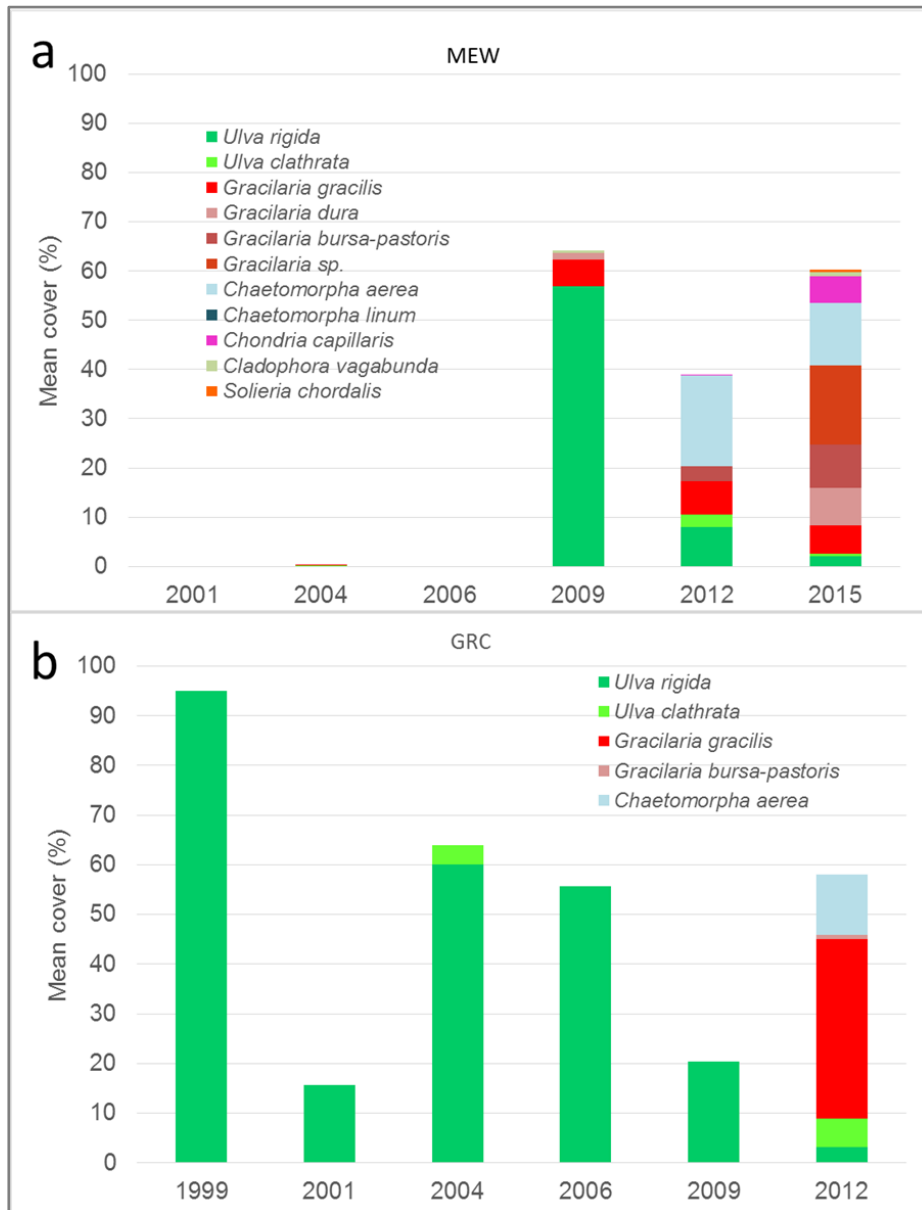 a
MEW
100
90
80
70
60
50
40
30
20
10
0
Mean cover (%)
Ulva rigida
Ulva clathrata
Gracilaria gracilis
Gracilaria dura
Gracilaria bursa-pastoris
Gracilaria sp.
Chaetomorpha aerea
Chaetomorpha linum
Chondria capillaris
Cladophora vagabunda
Solieria chordalis
2001 2004 2006 2009 2012 2015
b
GRC
100
90
80
70
60
50
40
30
20
10
0
Mean cover (%)
Ulva rigida
Ulva clathrata
Gracilaria gracilis
Gracilaria bursa-pastoris
Chaetomorpha aerea
1999 2001 2004 2006 2009 2012